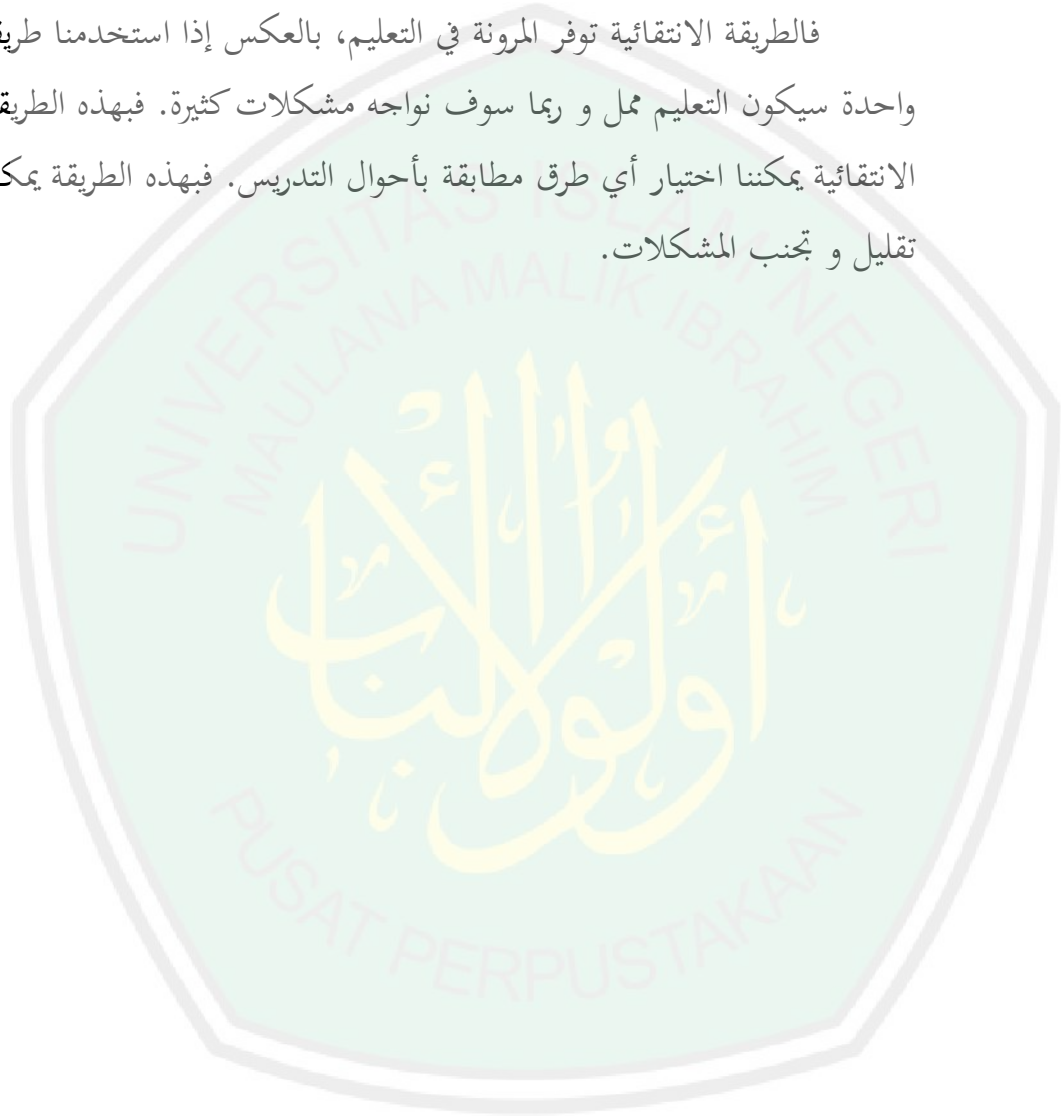 فالطريقة الانتقائية توفر المرونة في التعليم، بالعكس إذا استخدمنا
واحدة سيكون التعليم ممل و ربما سوف نواجه مشكلات كثيرة. فبهذه
الانتقائية يمكننا اختيار أي طرق مطابقة بأحوال التدريس. فبهذه الطريقة
تقليل و تجنب المشكلات.
UNIVERSITAS ISLAM NEGERI
MAULANA MALIK IBRAHIM
أولوا الألباب
PUSAT PERPUSTAKAAN